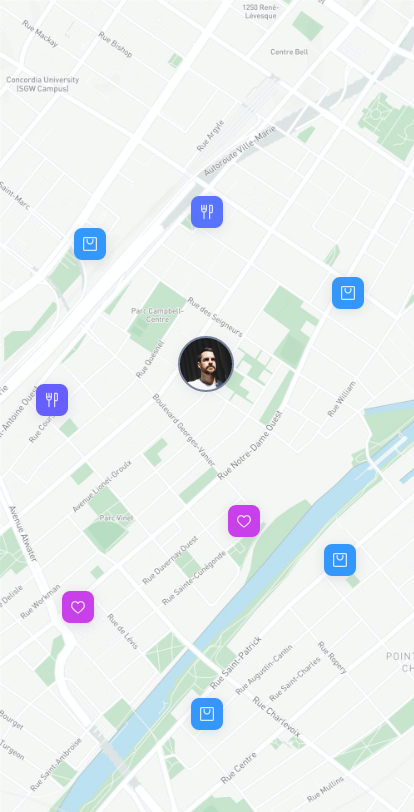 1250 René-
Lévesque
Rue Mackay
Rue Bishop
Centre Bell
Concordia University
(SGW Campus)
Rue Argyle
Autoroute Ville-Marie
Saint-Marc
Parc Campbell-
Centre
Rue des Seigneurs
Rue Quesnel
Rue William
Boulevard Georges-Vanier
Rue Notre-Dame Ouest
t-Antoine Ouest
Rue Cour
Avenue Lionel-Groulx
Parc Vinet
Avenue Atwater
Rue Duvernay Ouest
Rue Sainte-Cunégonde
Delisle
Rue Workman
Rue de Lévis
Rue Saint-Patrick
Rue Augustin-Cantin
Rue Saint-Charles
Rue Ropery
POINT
CH
Rue Charlevoix
Bourget
Turgeon
Rue Saint-Ambroise
Rue Centre
Rue Mullins